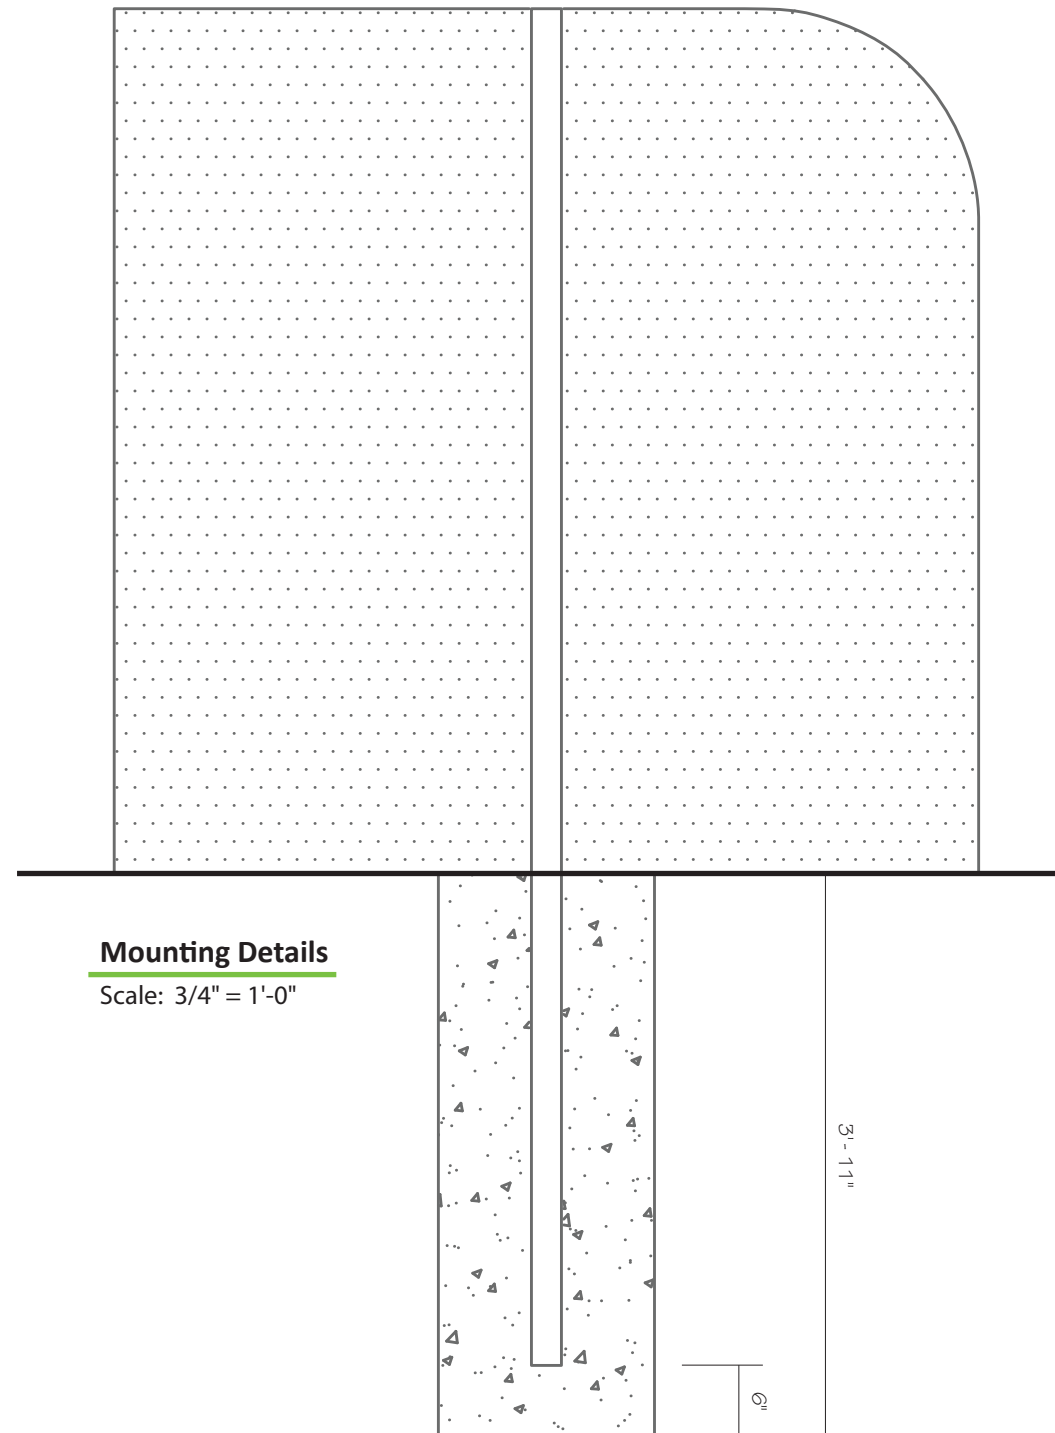 Mounting Details
Scale: 3/4" = 1'-0"
3'-11"
6"